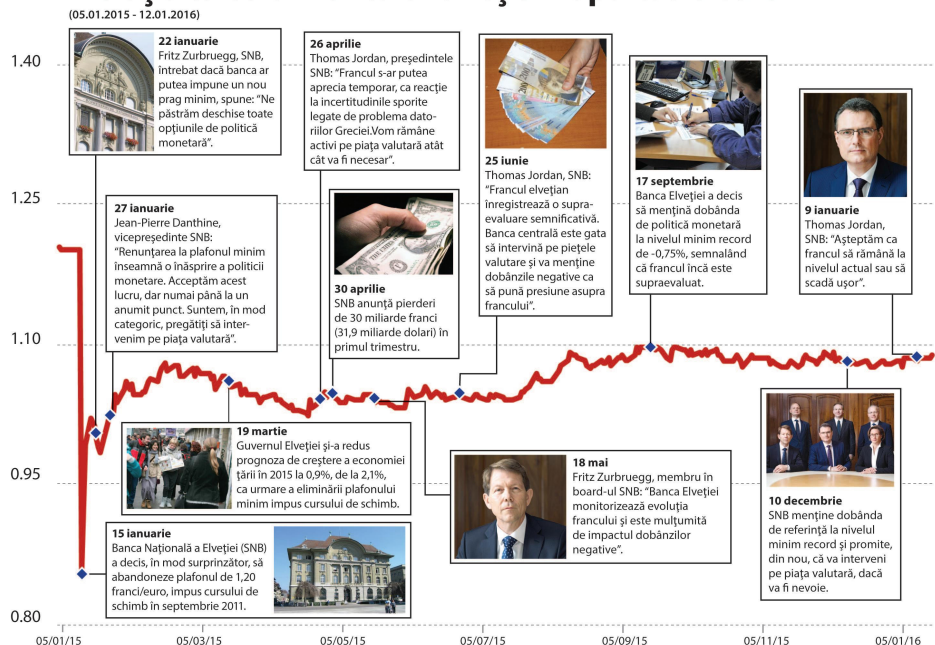 (05.01.2015 - 12.01.2016)
1.40
1.25
1.10
0.95
0.80
22 ianuarie
Fritz Zurbruegg, SNB,
întrebat dacă banca ar
putea impune un nou
prag minim, spune: “Ne
păstrăm deschise toate
opțiunile de politică
monetară”.
27 ianuarie
Jean-Pierre Danthine,
vicepreședinte SNB:
“Renunțarea la plafonul minim
înseamnă o înăsprire a politicii
monetare. Acceptăm acest
lucru, dar numai până la un
anumit punct. Suntem, în mod
categoric, pregătiți să inter-
venim pe piața valutară”.
26 aprilie
Thomas Jordan, președintele
SNB: “Francul s-ar putea
aprecia temporar, ca reacție
la incertitudinile sporite
legate de problema dato-
riilor Greciei.Vom rămâne
activi pe piața valutară atât
cât va fi necesar”.
30 aprilie
SNB anunță pierderi
de 30 miliarde franci
(31,9 miliarde dolari) în
primul trimestru.
25 iunie
Thomas Jordan, SNB:
“Francul elvețian
înregistrează o supra-
evaluare semnificativă.
Banca centrală este gata
să intervină pe piețele
valutare și va menține
dobânzile negative ca
să pună presiune asupra
francului”.
17 septembrie
Banca Elveției a decis
să mențină dobânda
de politică monetară
la nivelul minim record
de -0,75%, semnalând
că francul încă este
supraevaluat.
9 ianuarie
Thomas Jordan,
SNB: “Așteptăm ca
francul să rămână la
nivelul actual sau să
scadă ușor”.
19 martie
Guvernul Elveției și-a redus
prognoza de creștere a economiei
țării în 2015 la 0,9%, de la 2,1%,
ca urmare a eliminării plafonului
minim impus cursului de schimb.
15 ianuarie
Banca Națională a Elveției (SNB)
a decis, în mod surprinzător, să
abandoneze plafonul de 1,20
franci/euro, impus cursului de
schimb în septembrie 2011.
18 mai
Fritz Zurbruegg, membru în
board-ul SNB: “Banca Elveției
monitorizează evoluția
francului și este mulțumită
de impactul dobânzilor
negative”.
10 decembrie
SNB menține dobânda
de referință la nivelul
minim record și promite,
din nou, că va interveni
pe piața valutară, dacă
va fi nevoie.
05/01/15
05/03/15
05/05/15
05/07/15
05/09/15
05/11/15
05/01/16